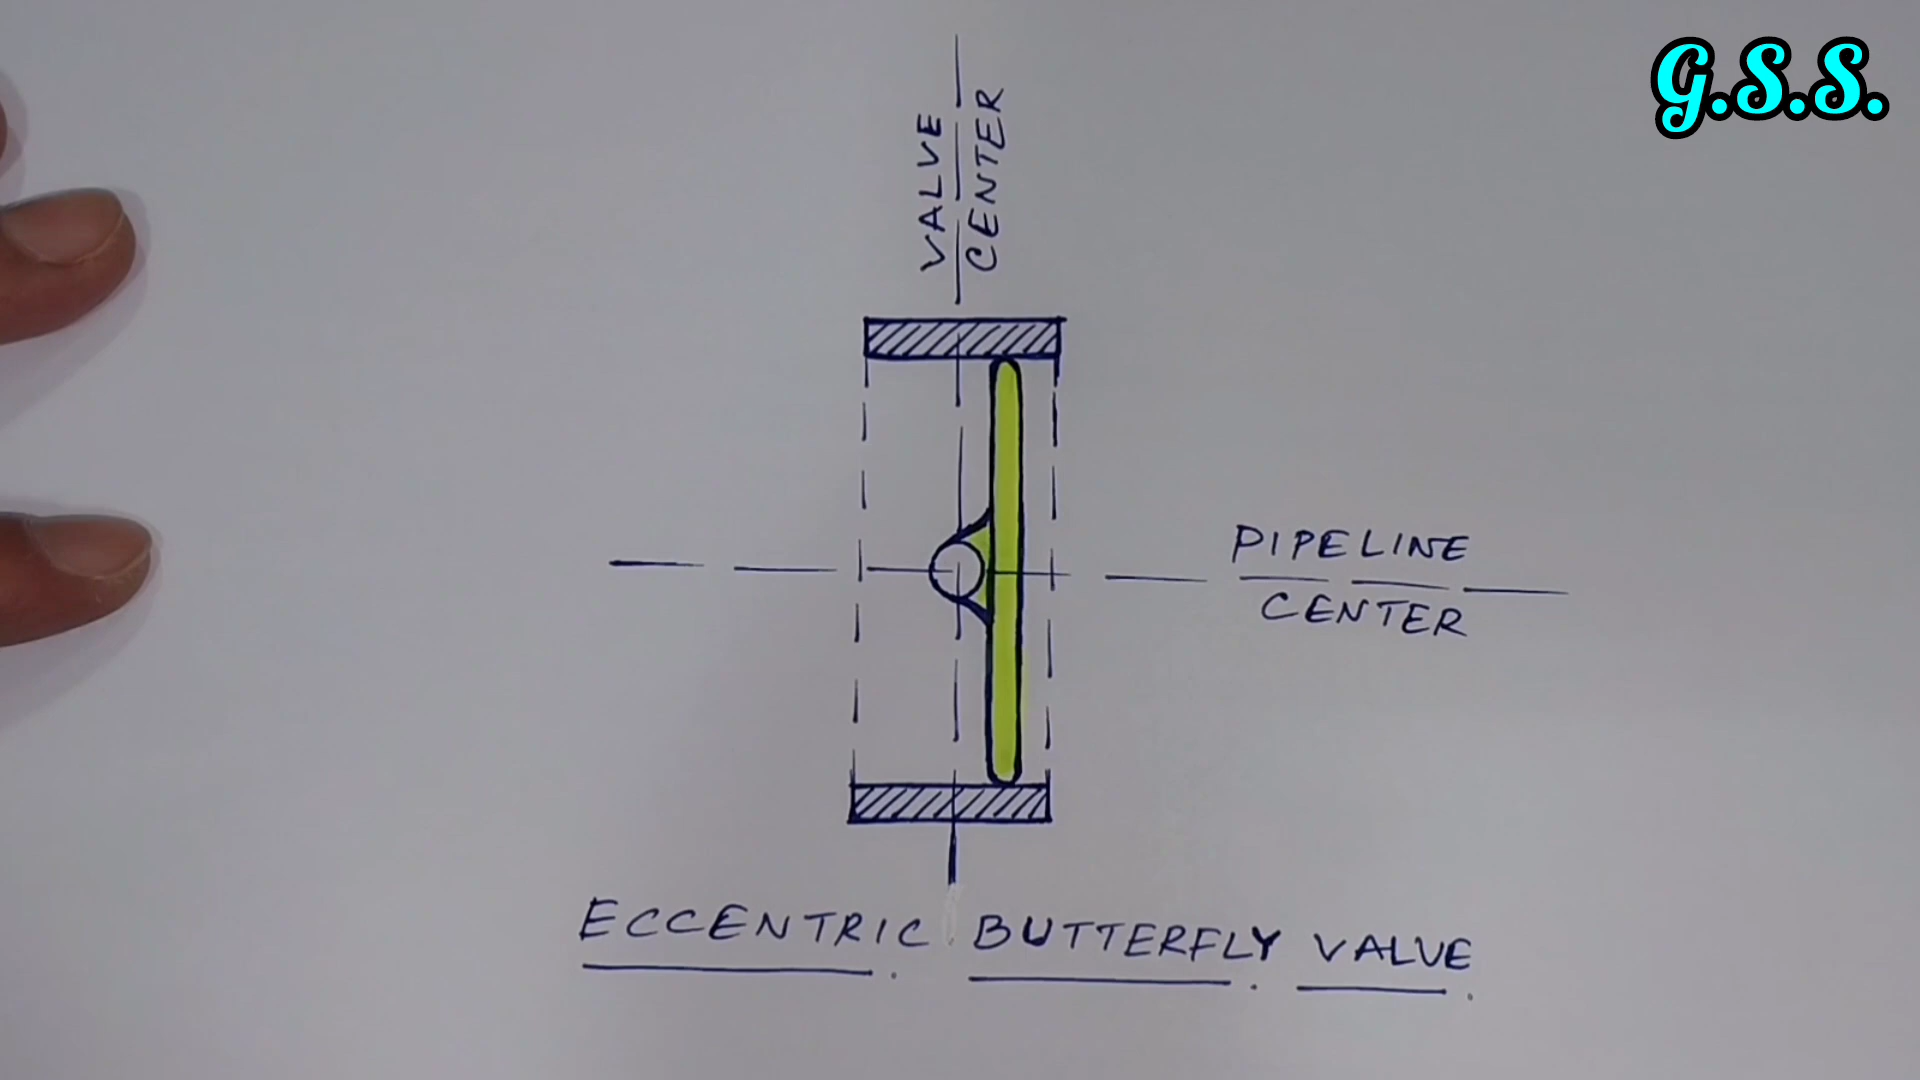 G.S.S.
VALVE
CENTER
PIPELINE
CENTER
ECCENTRIC BUTTERFLY VALVE